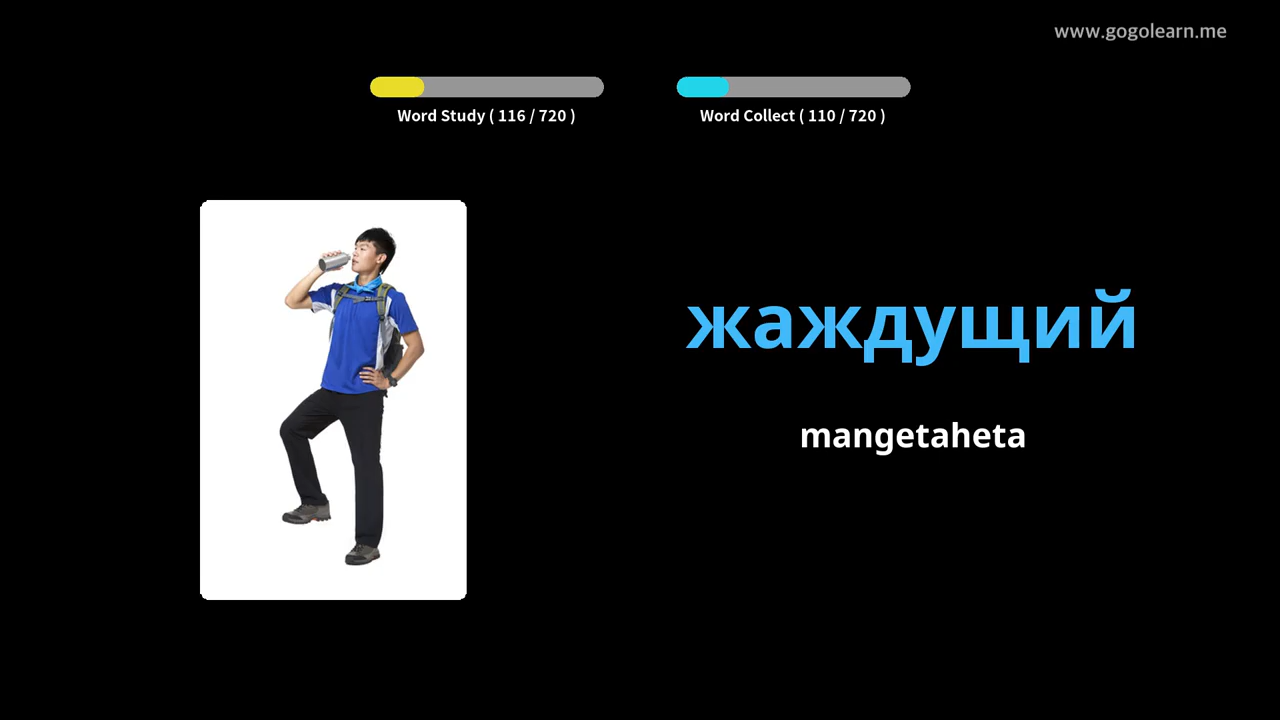 www.gogolearn.me
Word Study ( 116 / 720 )
Word Collect ( 110 / 720 )
жаждущий
mangetaheta